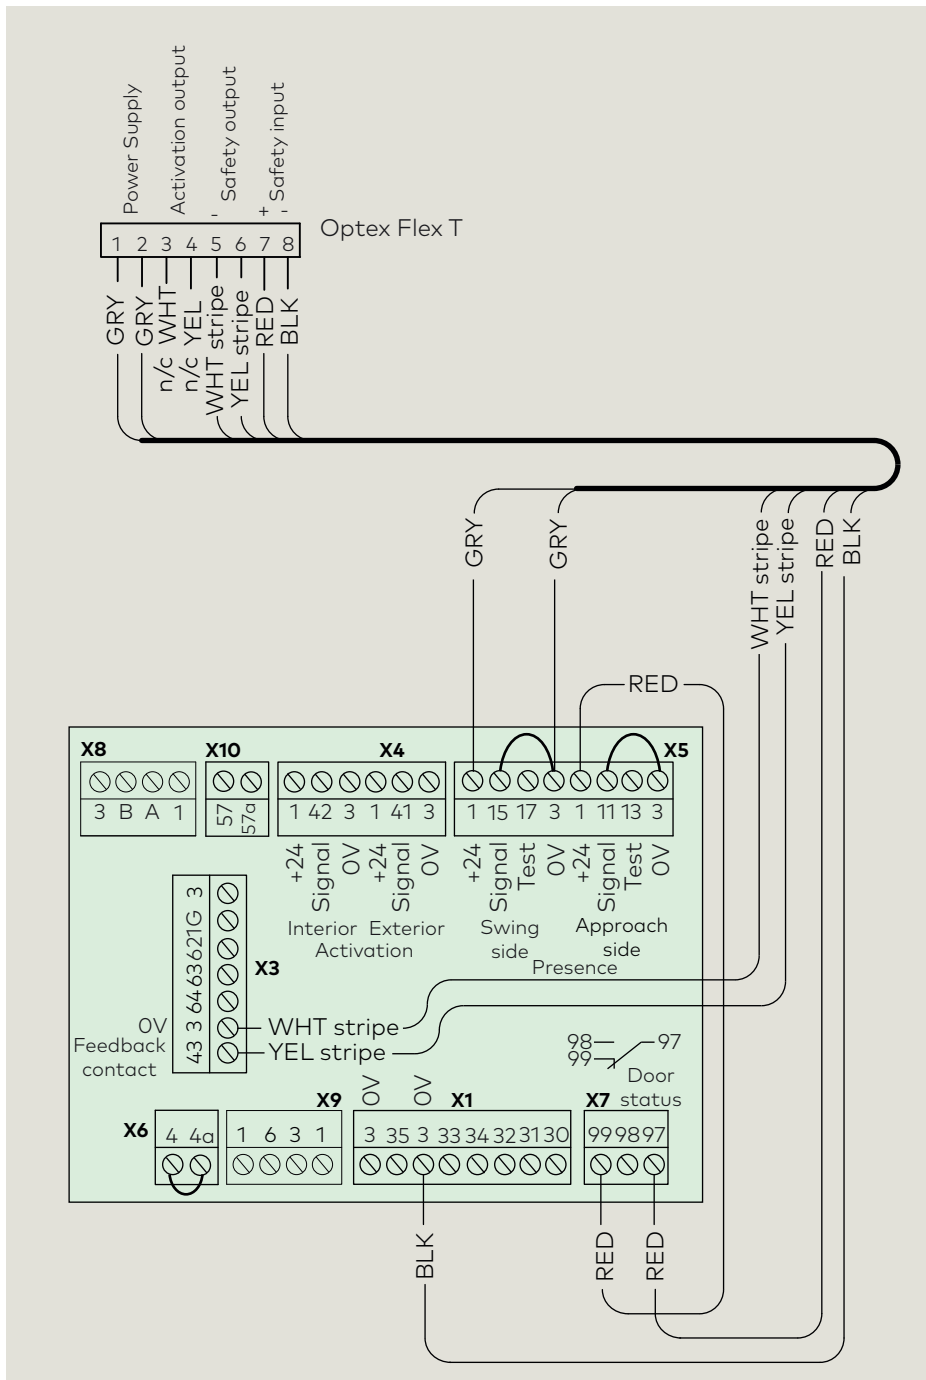 Power Supply
Activation output
Safety output
Safety input
-
+
-
1 2 3 4 5 6 7 8
Optex Flex T
GRY
GRY
n/c WHT
n/c YEL
WHT stripe
YEL stripe
RED
BLK
GRY
GRY
WHT stripe
YEL stripe
RED
BLK
RED
X8
X10
X4
X5
3 B A 1
57 57a
1 42 3 1 41 3
1 15 17 3 1 11 13 3
+24 Signal 0V +24 Signal 0V
+24 Signal Test 0V +24 Signal Test 0V
Interior Exterior
Activation
Swing
side
Approach
side
Presence
3
1G
62
63
64
3
43
X3
0V
Feedback
contact
WHT stripe
YEL stripe
98
99
97
Door
status
0V
0V
X6
X9
X1
X7
4 4a
1 6 3 1
3 35 3 33 34 32 31 30
99 98 97
BLK
RED
RED